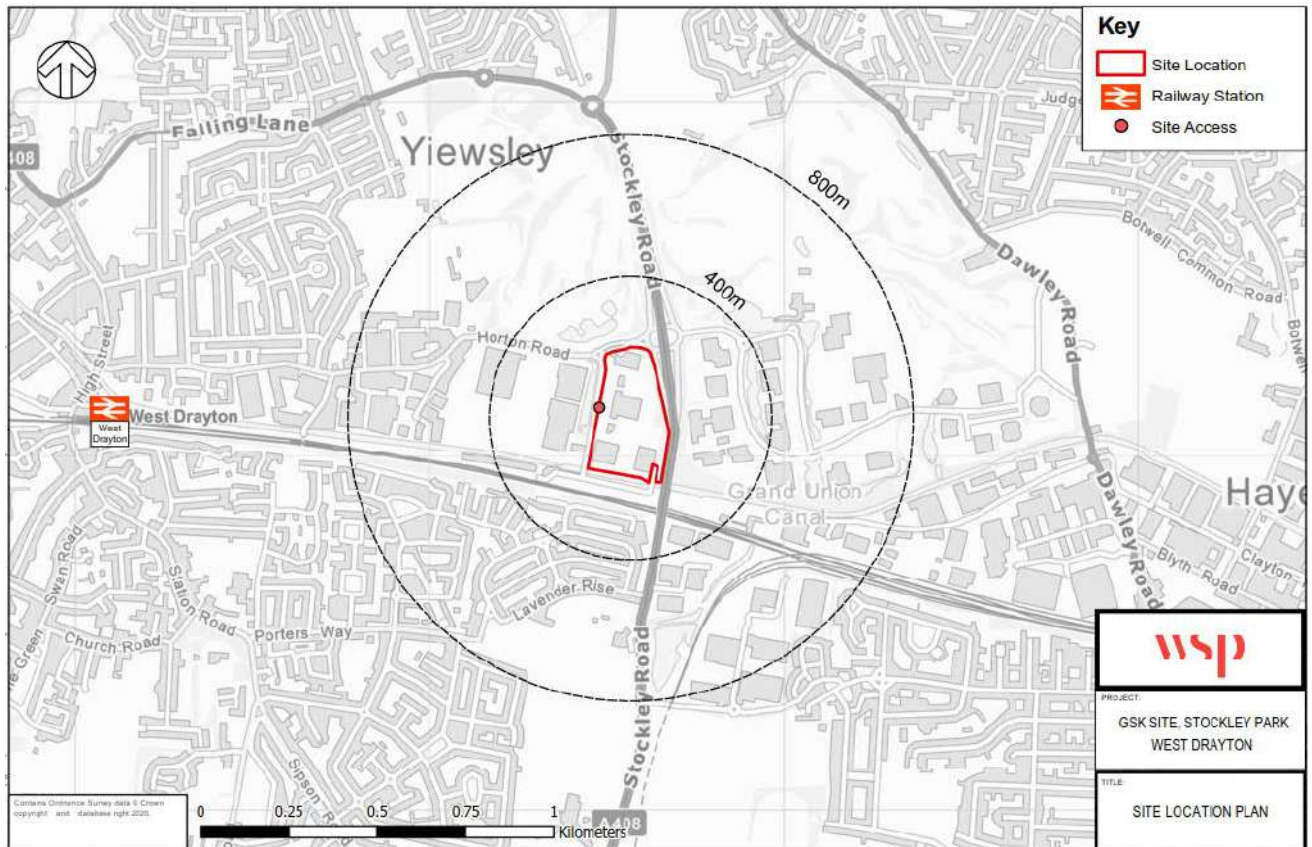 Key
Site Location
Railway Station
Site Access
Judge
Falling Lane
408
Yiewsley
Stockley Road
800m
400m
Botwell Common Road
Botwell
Dawley Road
Horton Road
High Street
West Drayton
West
Drayton
Grand Union
Canal
Haye
Dawley Road
Clayton
Blyth Road
Swan Road
Station Road
Lavender Rise
Church Road
Porters Way
The Green
Stockley Road
Sipson Road
wsp
PROJECT:
GSK SITE, STOCKLEY PARK
WEST DRAYTON
TITLE:
SITE LOCATION PLAN
Contains Ordnance Survey data © Crown
copyright and database right 2020.
0 0.25 0.5 0.75 1
Kilometers
A408